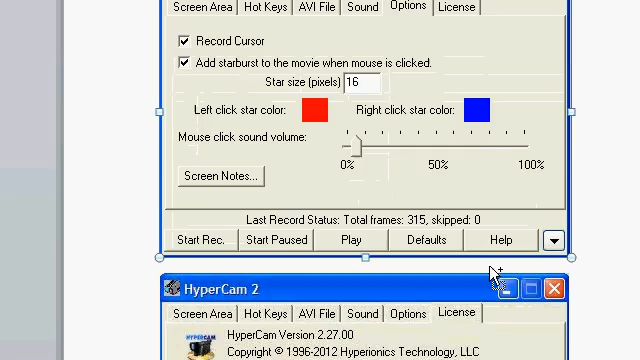 Screen Area Hot Keys AVI File Sound Options License
Record Cursor
Add starburst to the movie when mouse is clicked.
Star size (pixels) 16
Left click star color: Right click star color:
Mouse click sound volume:
0% 50% 100%
Screen Notes...
Last Record Status: Total frames: 315, skipped: 0
Start Rec. Start Paused Play Defaults Help
HyperCam 2
Screen Area Hot Keys AVI File Sound Options License
HYPERCAM
HyperCam Version 2.27.00
Copyright © 1996-2012 Hyperionics Technology, LLC